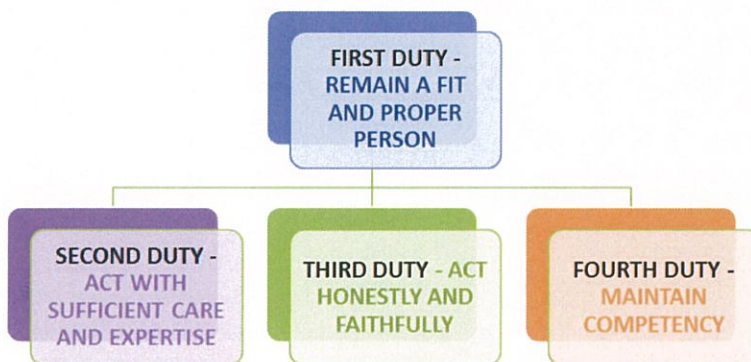 FIRST DUTY -
REMAIN A FIT
AND PROPER
PERSON
SECOND DUTY -
ACT WITH
SUFFICIENT CARE
AND EXPERTISE
THIRD DUTY - ACT
HONESTLY AND
FAITHFULLY
FOURTH DUTY -
MAINTAIN
COMPETENCY